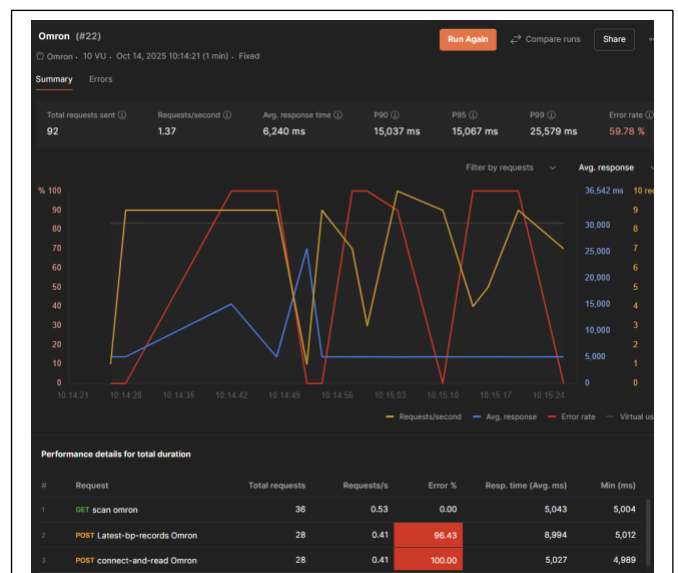 Omron (#22)
Run Again
Compare runs
Share
Omron · 10 VU · Oct 14, 2025 10:14:21 (1 min) · Fixed
Summary Errors
Total requests sent Requests/second Avg. response time P90 P95 P99 Error rate
92 1.37 6,240 ms 15,037 ms 15,067 ms 25,579 ms 59.78 %
Filter by requests Avg. response
% 100 36,542 ms 10 rec
90 30,000 9
80 25,000 8
70 20,000 7
60 15,000 6
50 10,000 5
40 5,000 4
30 0 3
20 2
10 1
0 0
10:14:21 10:14:28 10:14:35 10:14:42 10:14:49 10:14:56 10:15:03 10:15:10 10:15:17 10:15:24
Requests/second Avg. response Error rate Virtual us
Performance details for total duration
# Request Total requests Requests/s Error % Resp. time (Avg. ms) Min (ms)
1 GET scan omron 36 0.53 0.00 5,043 5,004
2 POST Latest-bp-records Omron 28 0.41 96.43 8,994 5,012
3 POST connect-and-read Omron 28 0.41 100.00 5,027 4,989